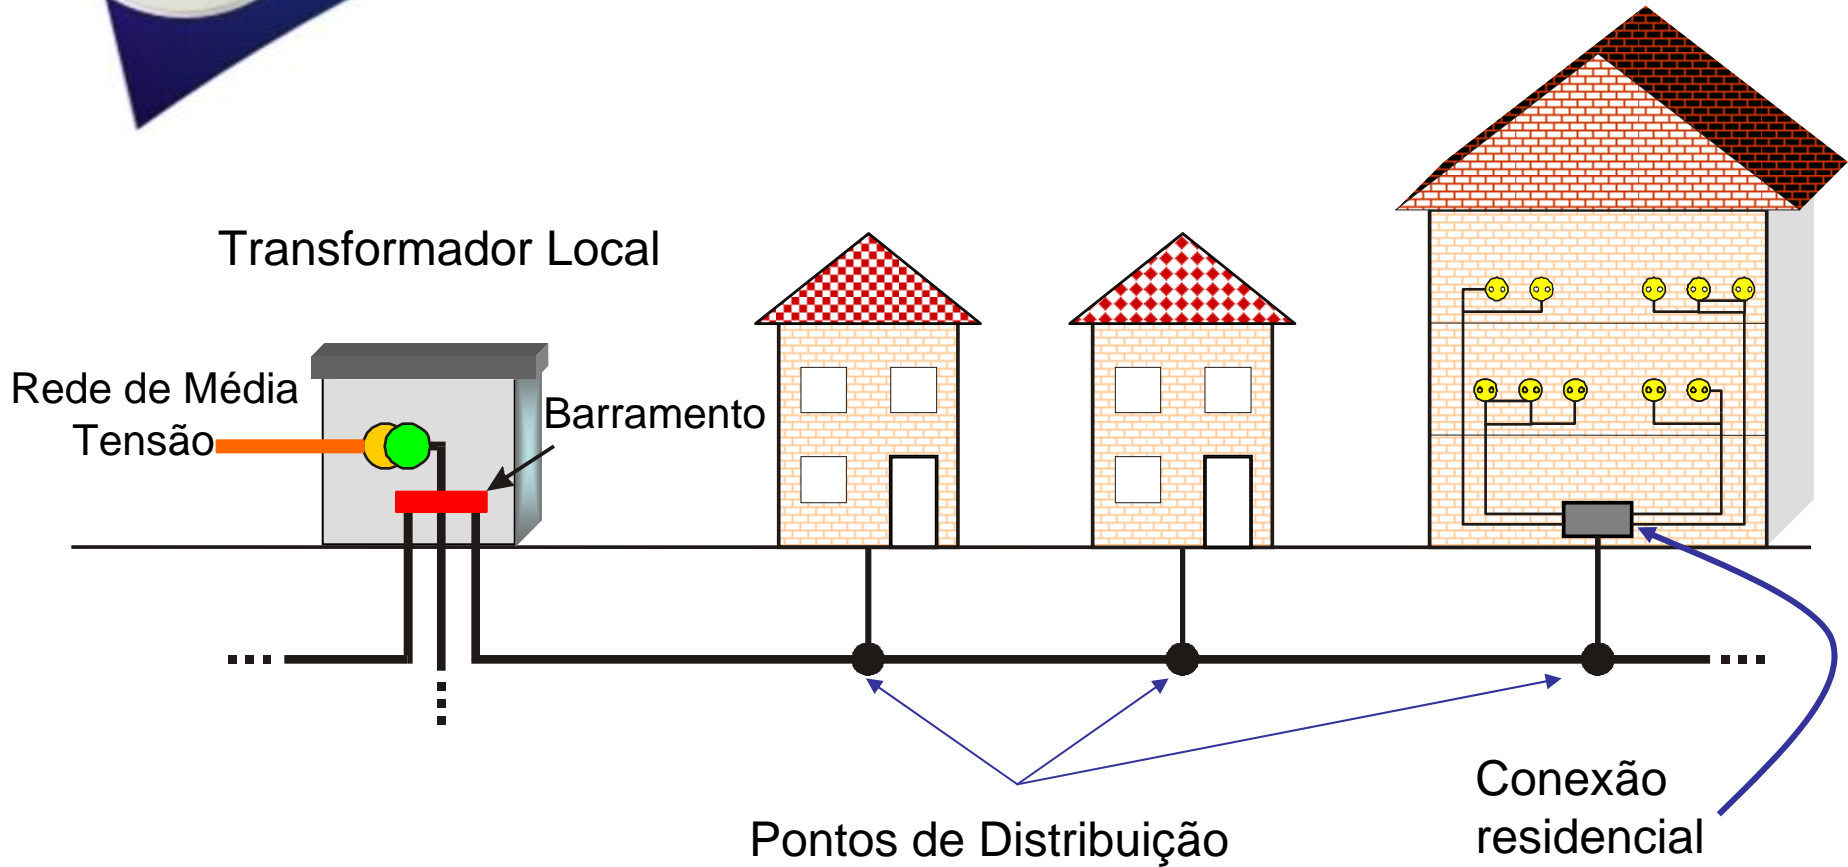 Transformador Local
Rede de Média
Tensão
Barramento
Pontos de Distribuição
Conexão
residencial